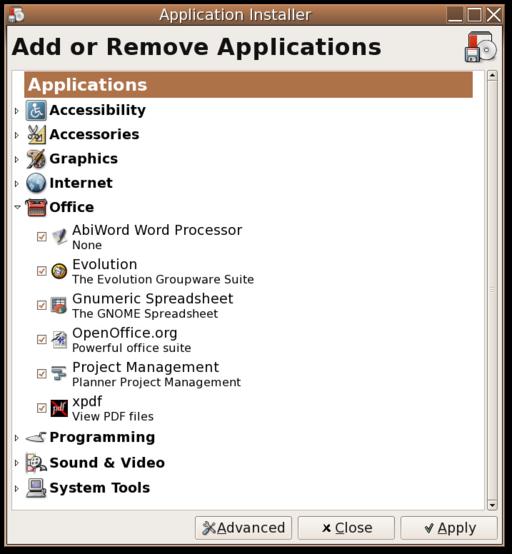 Application Installer
Add or Remove Applications
Applications
Accessibility
Accessories
Graphics
Internet
Office
AbiWord Word Processor
None
Evolution
The Evolution Groupware Suite
Gnumeric Spreadsheet
The GNOME Spreadsheet
OpenOffice.org
Powerful office suite
Project Management
Planner Project Management
pdf
xpdf
View PDF files
Programming
Sound & Video
System Tools
Advanced
Close
Apply